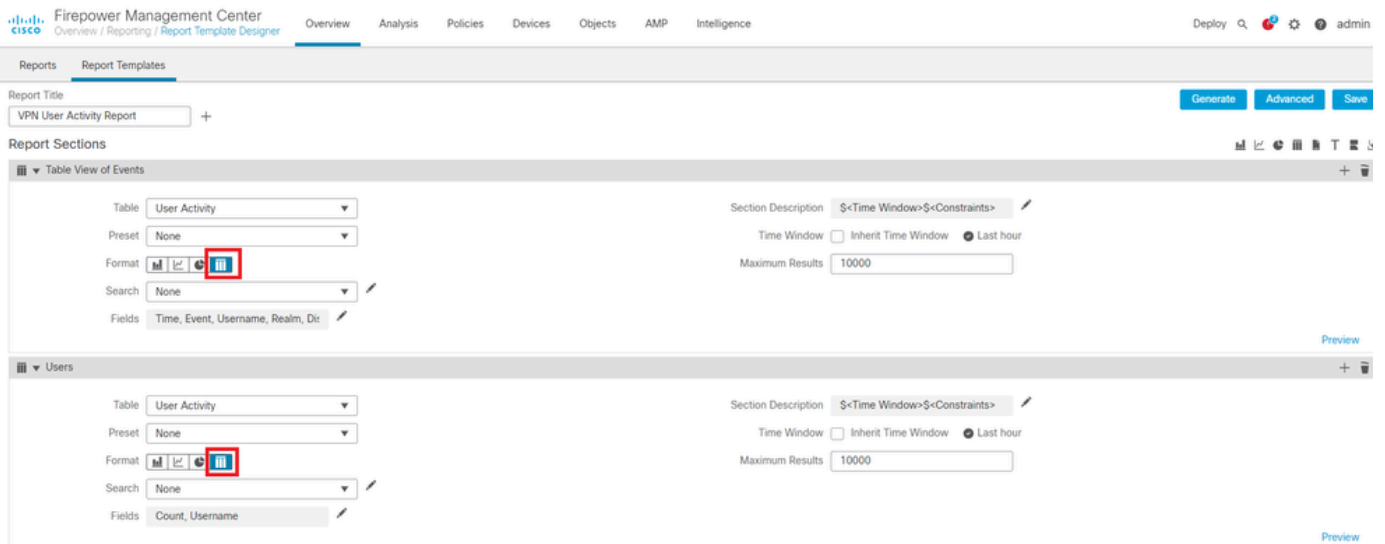 Firepower Management Center
CISCO Overview / Reporting / Report Template Designer
Overview Analysis Policies Devices Objects AMP Intelligence
Deploy admin
Reports Report Templates
Report Title
VPN User Activity Report
Generate Advanced Save
Report Sections
Table View of Events
Table User Activity
Section Description $<Time Window>$<Constraints>
Preset None
Time Window Inherit Time Window Last hour
Format
Maximum Results 10000
Search None
Fields Time, Event, Username, Realm, Dis
Preview
Users
Table User Activity
Section Description $<Time Window>$<Constraints>
Preset None
Time Window Inherit Time Window Last hour
Format
Maximum Results 10000
Search None
Fields Count, Username
Preview